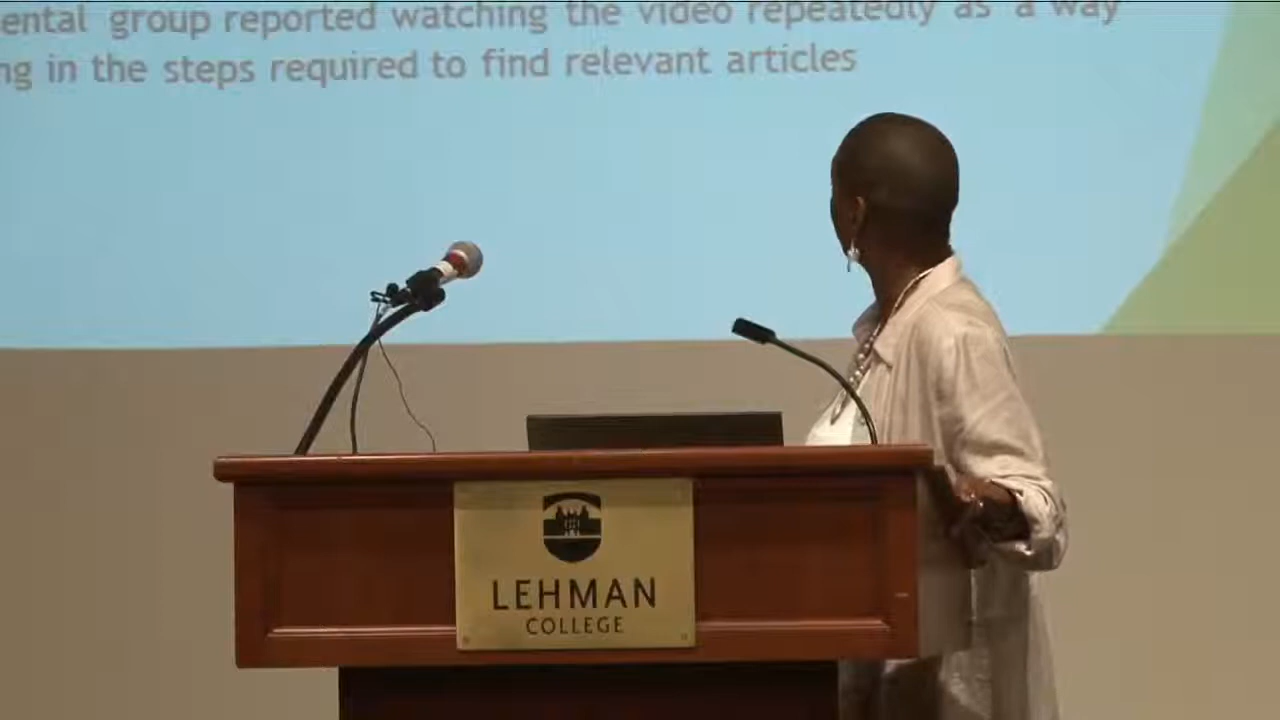 ental group reported watching the video repeatedly as a way
ng in the steps required to find relevant articles
LEHMAN
COLLEGE